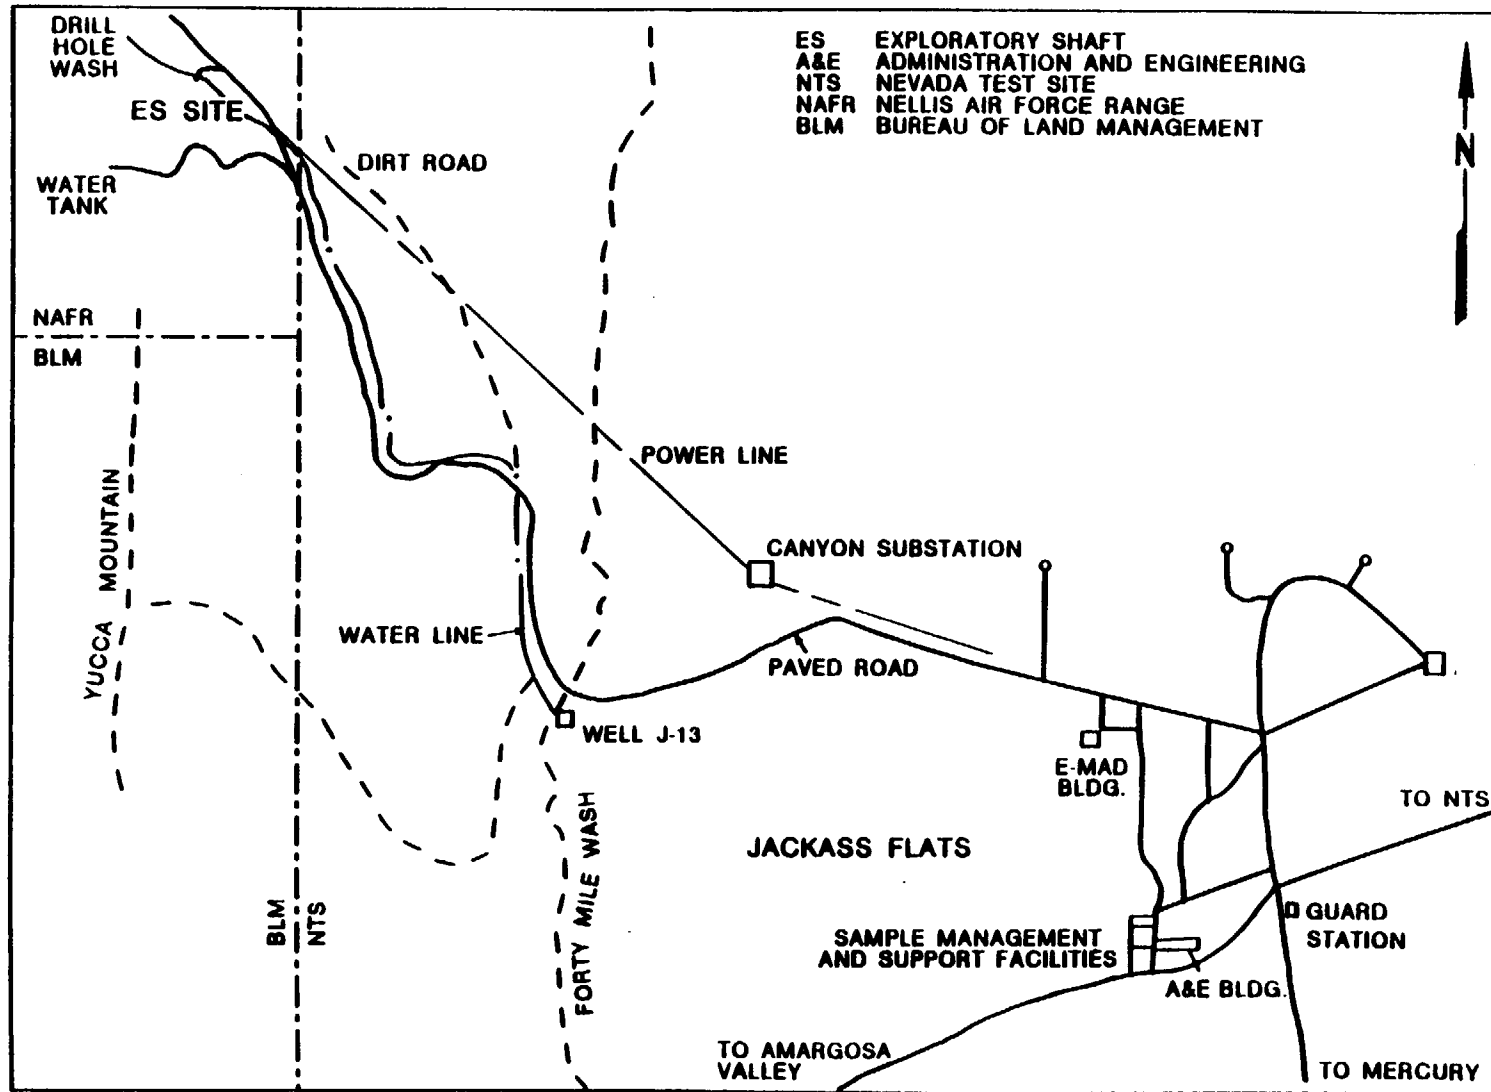 DRILL
HOLE
WASH
ES SITE
WATER
TANK
DIRT ROAD
ES EXPLORATORY SHAFT
A&E ADMINISTRATION AND ENGINEERING
NTS NEVADA TEST SITE
NAFR NELLIS AIR FORCE RANGE
BLM BUREAU OF LAND MANAGEMENT
N
NAFR
BLM
YUCCA MOUNTAIN
POWER LINE
CANYON SUBSTATION
WATER LINE
PAVED ROAD
WELL J-13
E-MAD
BLDG.
TO NTS
JACKASS FLATS
FORTY MILE WASH
BLM
NTS
GUARD
STATION
SAMPLE MANAGEMENT
AND SUPPORT FACILITIES
A&E BLDG.
TO AMARGOSA
VALLEY
TO MERCURY